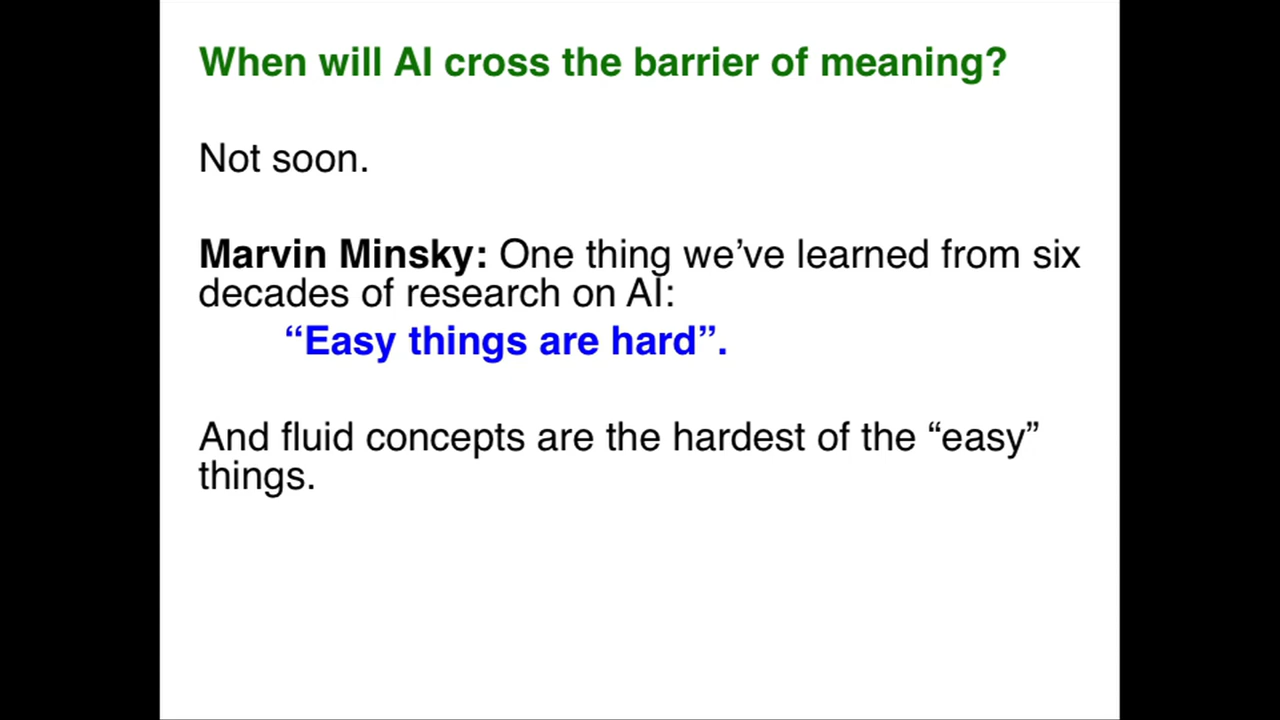 When will AI cross the barrier of meaning?
Not soon.
Marvin Minsky: One thing we’ve learned from six
decades of research on AI:
“Easy things are hard”.
And fluid concepts are the hardest of the “easy”
things.